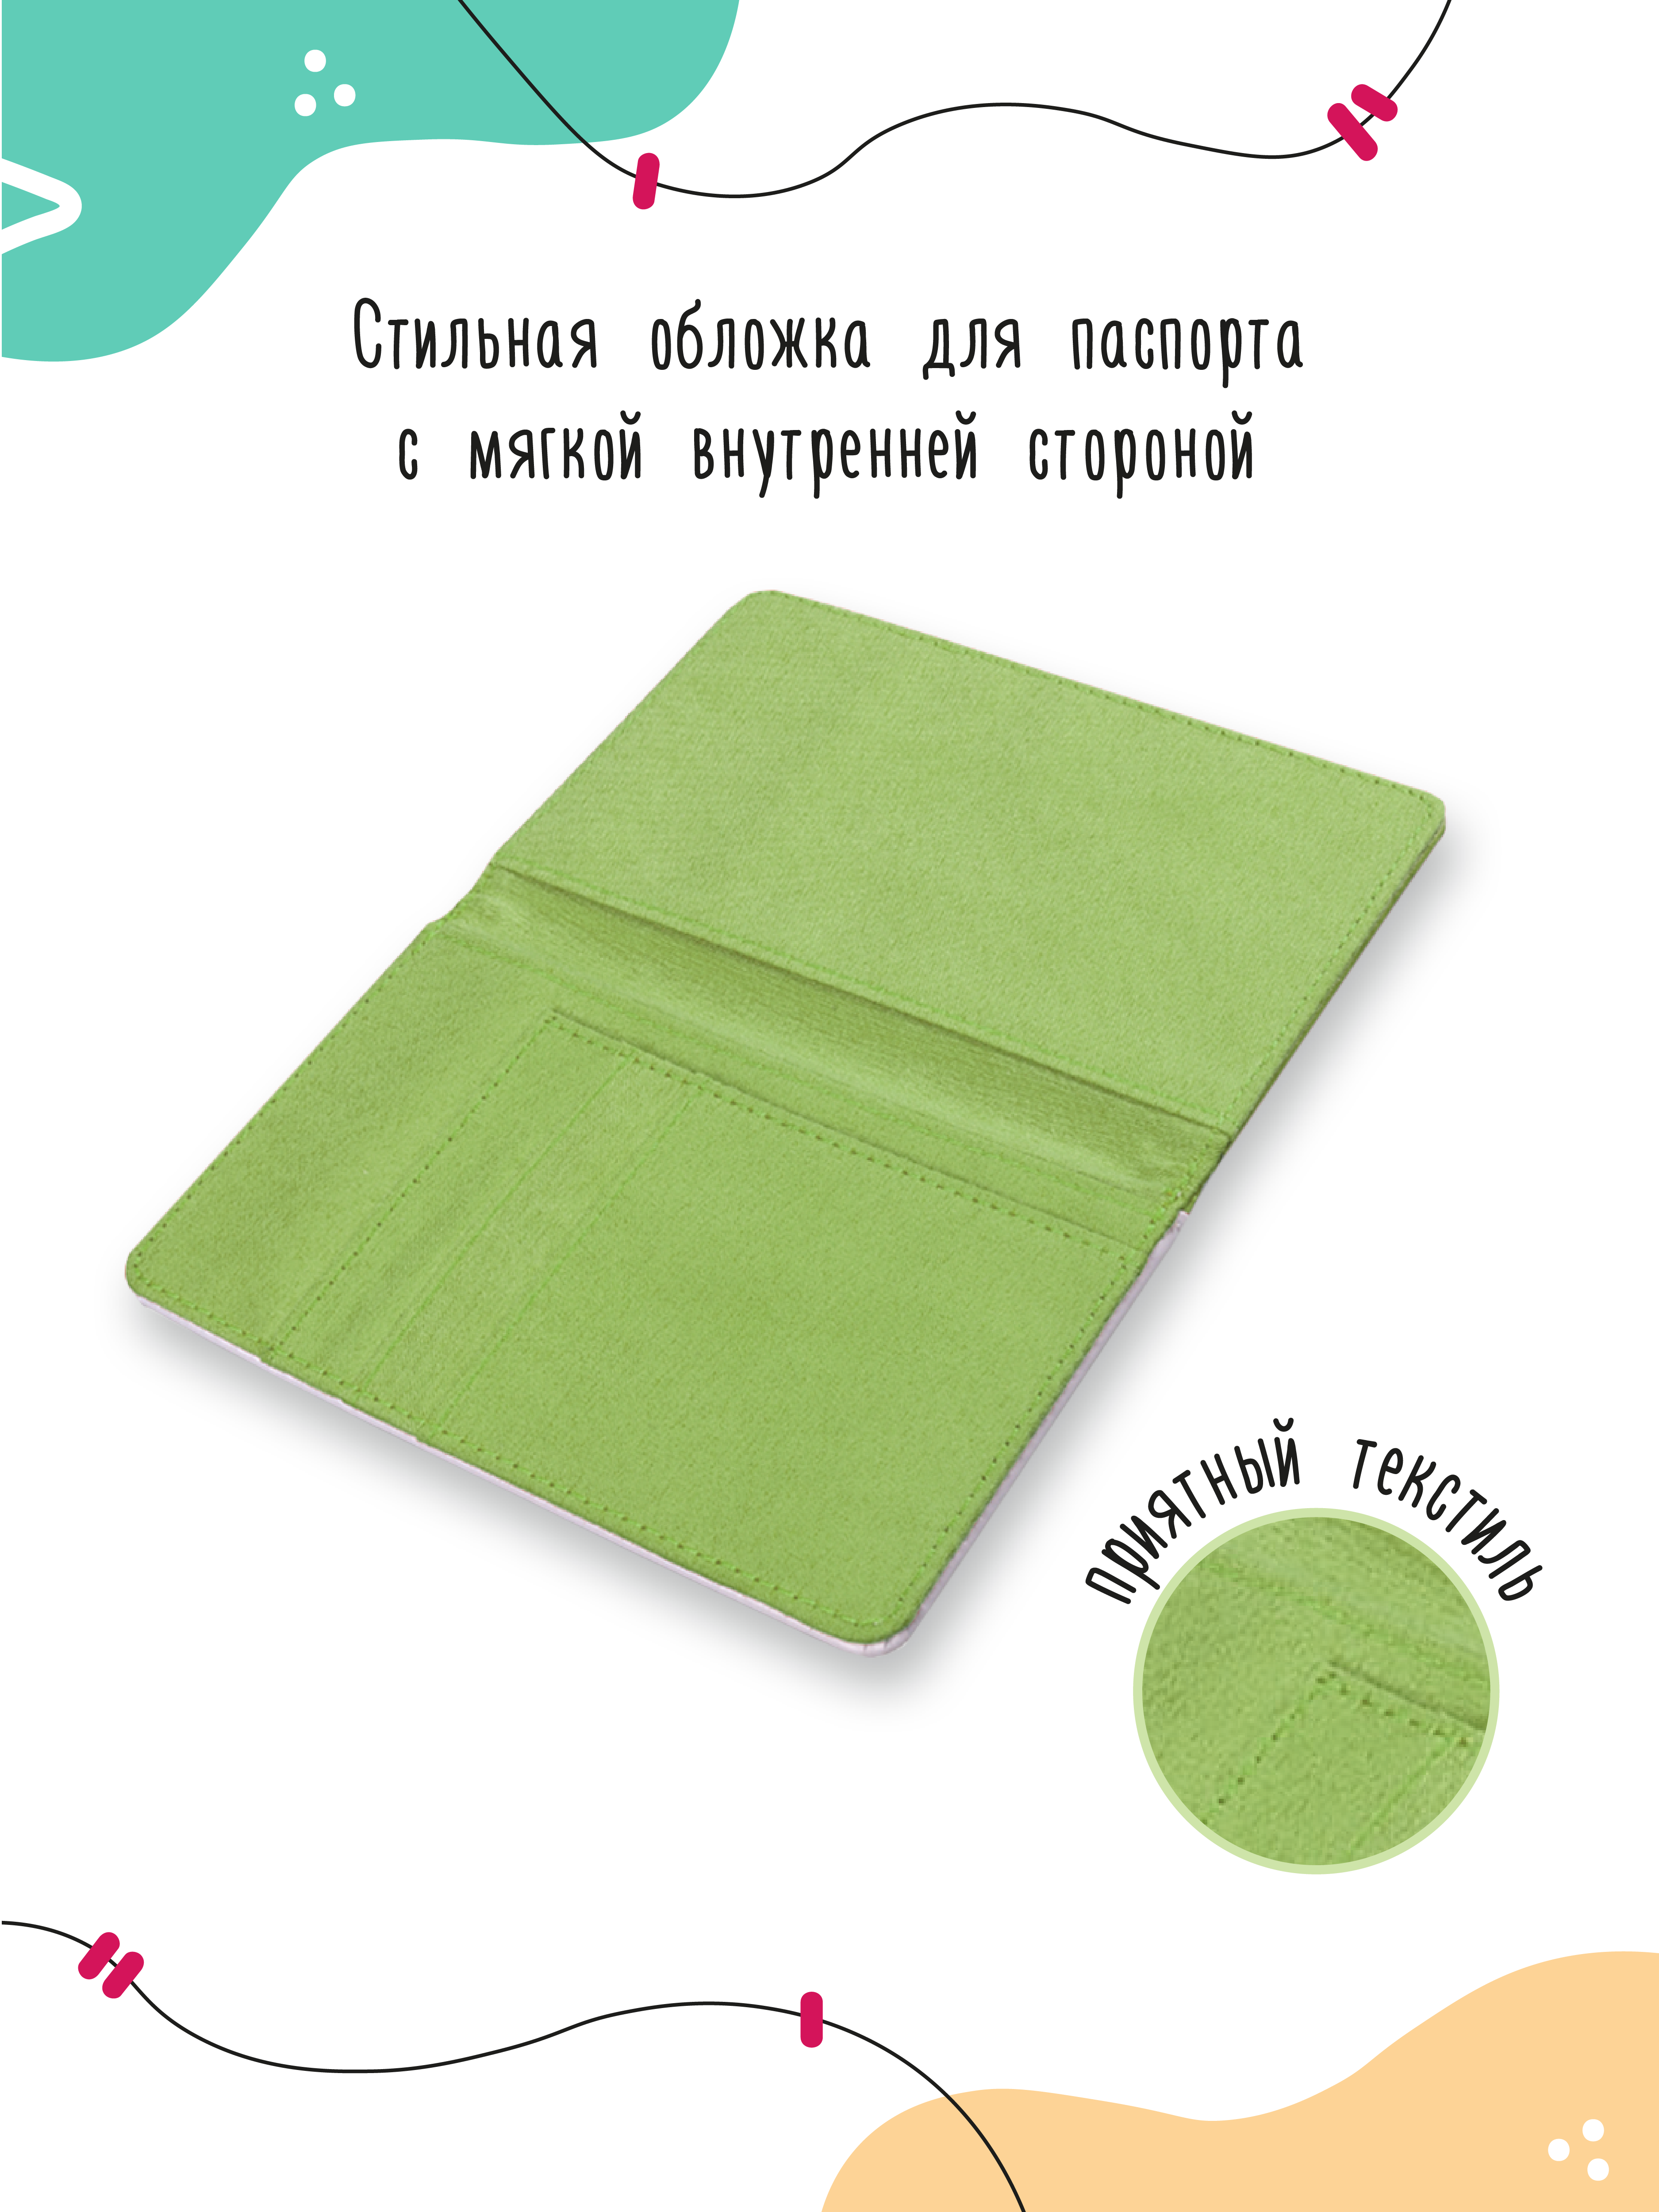 Стильная обложка для паспорта
с мягкой внутренней стороной
приятный текстиль